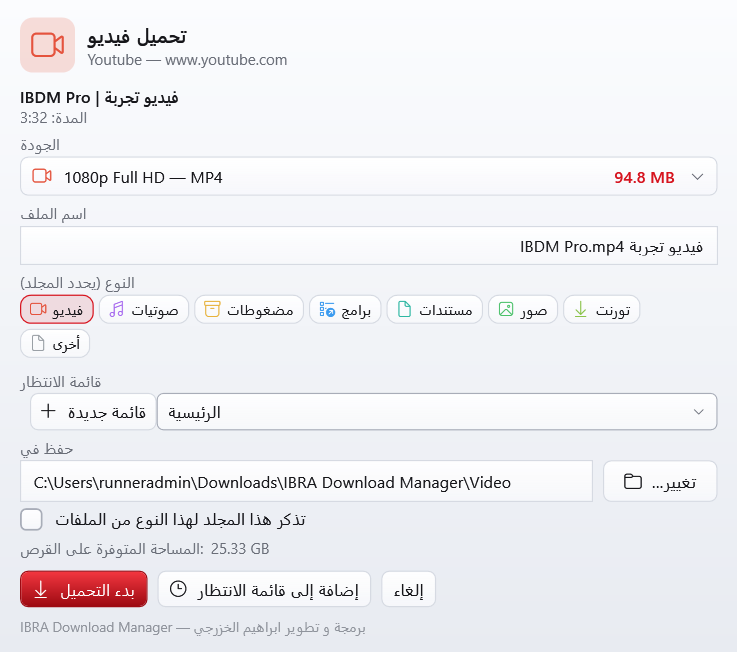 تحميل فيديو
Youtube — www.youtube.com
فيديو تجربة | IBDM Pro
المدة: 3:32
الجودة
1080p Full HD — MP4 94.8 MB
اسم الملف
فيديو تجربة IBDM Pro.mp4
النوع (يحدد المجلد)
فيديو صوتيات مضغوطات برامج مستندات صور تورنت
أخرى
قائمة الانتظار
قائمة جديدة الرئيسية
حفظ في
C:\Users\runneradmin\Downloads\IBRA Download Manager\Video تغيير...
تذكر هذا المجلد لهذا النوع من الملفات
المساحة المتوفرة على القرص: 25.33 GB
بدء التحميل إضافة إلى قائمة الانتظار إلغاء
IBRA Download Manager — برمجة و تطوير ابراهيم الخزرجي